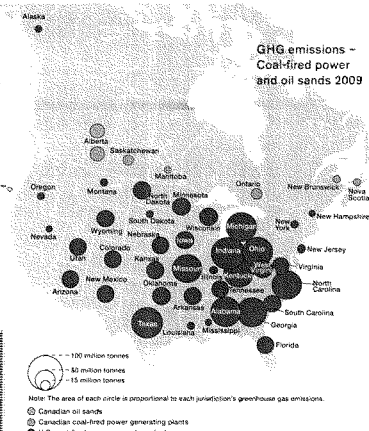 Alaska
GHG emissions –
Coal-fired power
and oil sands 2009
Alberta
Saskatchewan
Manitoba
Oregon
Montana
North
Dakota
Minnesota
Ontario
New Brunswick
Nova
Scotia
South Dakota
Wisconsin
Michigan
New
York
New Hampshire
Nevada
Wyoming
Nebraska
Iowa
Indiana
Ohio
New Jersey
Utah
Colorado
Kansas
Missouri
Illinois
Kentucky
West
Virginia
Virginia
North
Carolina
Arizona
New Mexico
Oklahoma
Arkansas
Tennessee
South Carolina
Texas
Louisiana
Mississippi
Alabama
Georgia
Florida
100 million tonnes
50 million tonnes
15 million tonnes
Note: The area of each circle is proportional to each jurisdiction's greenhouse gas emissions.
Canadian oil sands
Canadian coal-fired power generating plants